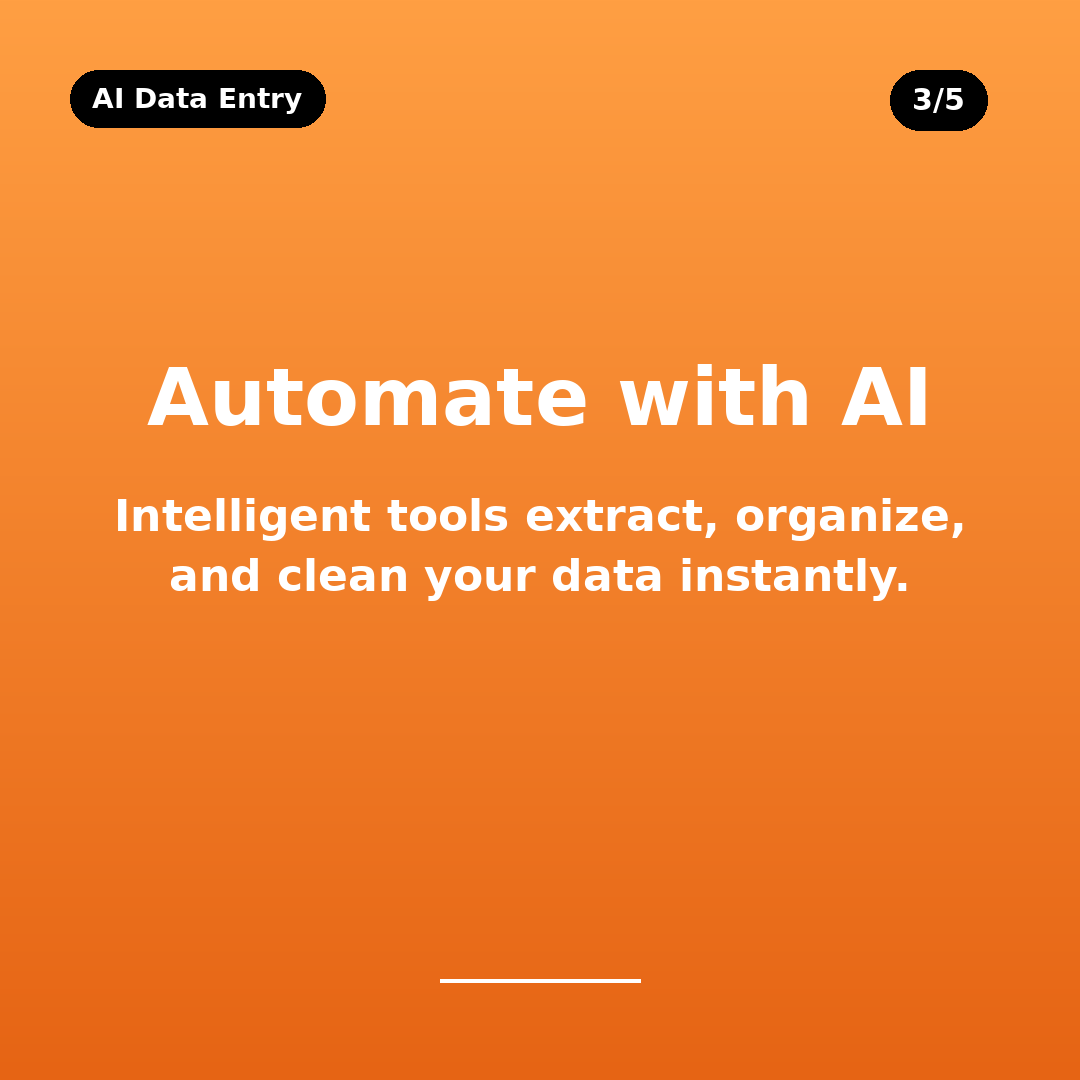 AI Data Entry
3/5
Automate with AI
Intelligent tools extract, organize,
and clean your data instantly.